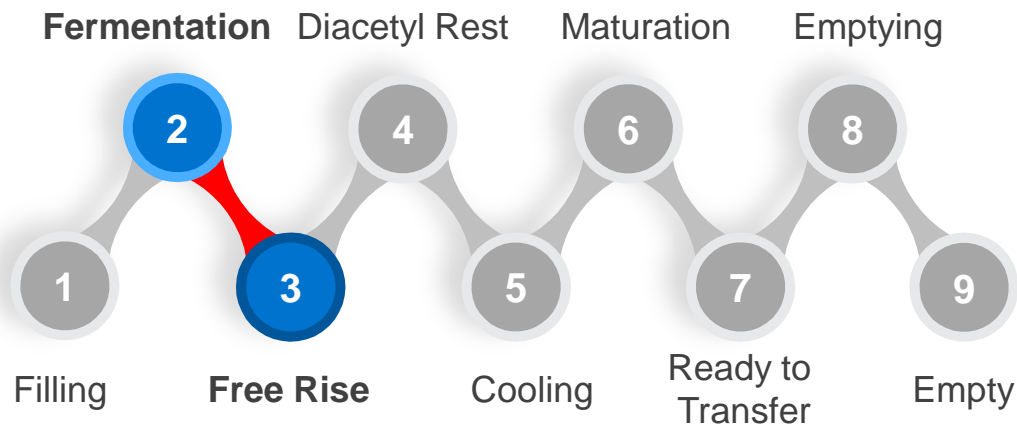 Fermentation Diacetyl Rest Maturation Emptying
2 4 6 8
1 3 5 7 9
Filling Free Rise Cooling Ready to
Transfer Empty